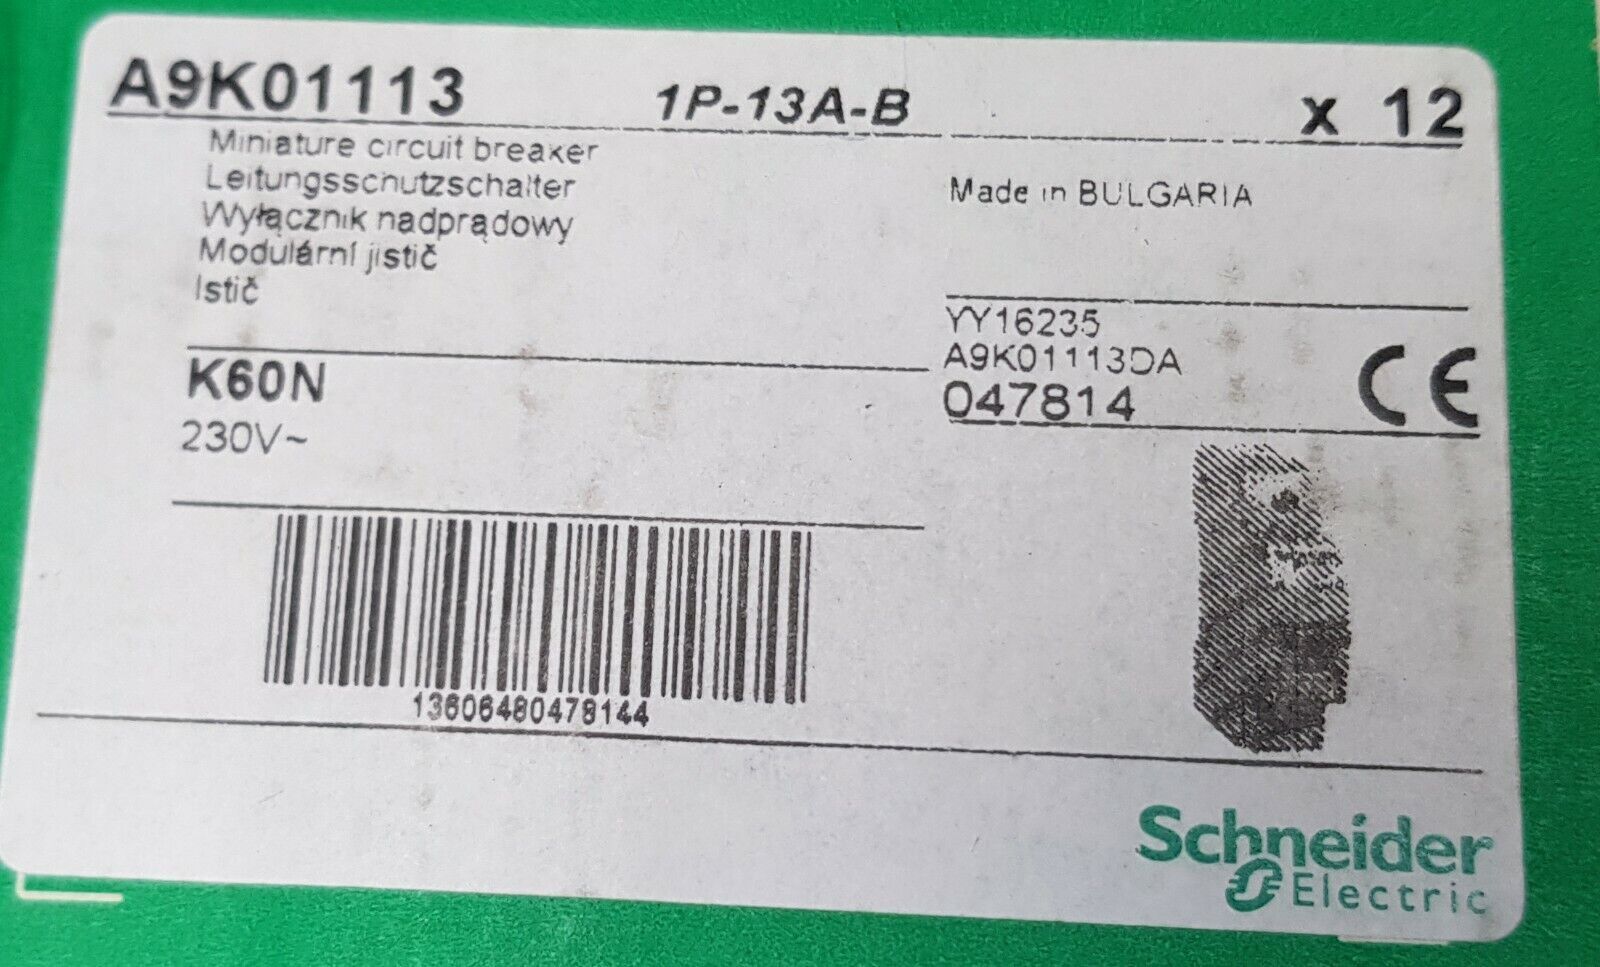 A9K01113 1P-13A-B x 12
Miniature circuit breaker
Leitungsschutzschalter
Wyłącznik nadprądowy
Modulární jistič
Istič
Made in BULGARIA
YY16235
A9K01113DA
047814
CE
K60N
230V~
13606480478144
Schneider
Electric